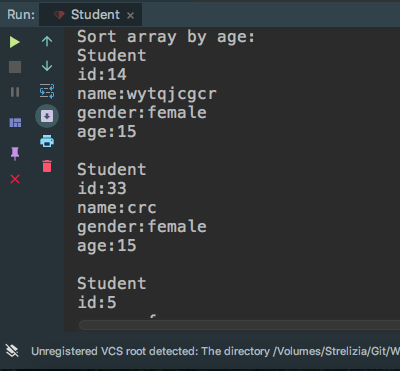 Run: Student
Sort array by age:
Student
id:14
name:wytqjcgcr
gender:female
age:15
Student
id:33
name:crc
gender:female
age:15
Student
id:5
Unregistered VCS root detected: The directory /Volumes/Strelizia/Git/W